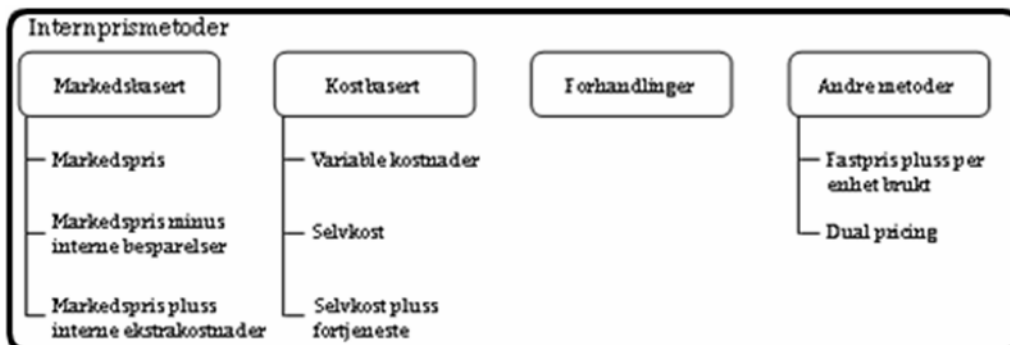 Internprismetoder
Markedsbasert
Markedspris
Markedspris minus
interne besparelser
Markedspris pluss
interne ekstrakostnader
Kostbasert
Variable kostnader
Selvkost
Selvkost pluss
fortjeneste
Forhandlinger
Andre metoder
Fastpris pluss per
enhet brukt
Dual pricing